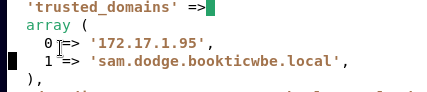 'trusted_domains' =>
array (
0 => '172.17.1.95',
1 => 'sam.dodge.bookticwbe.local',
),